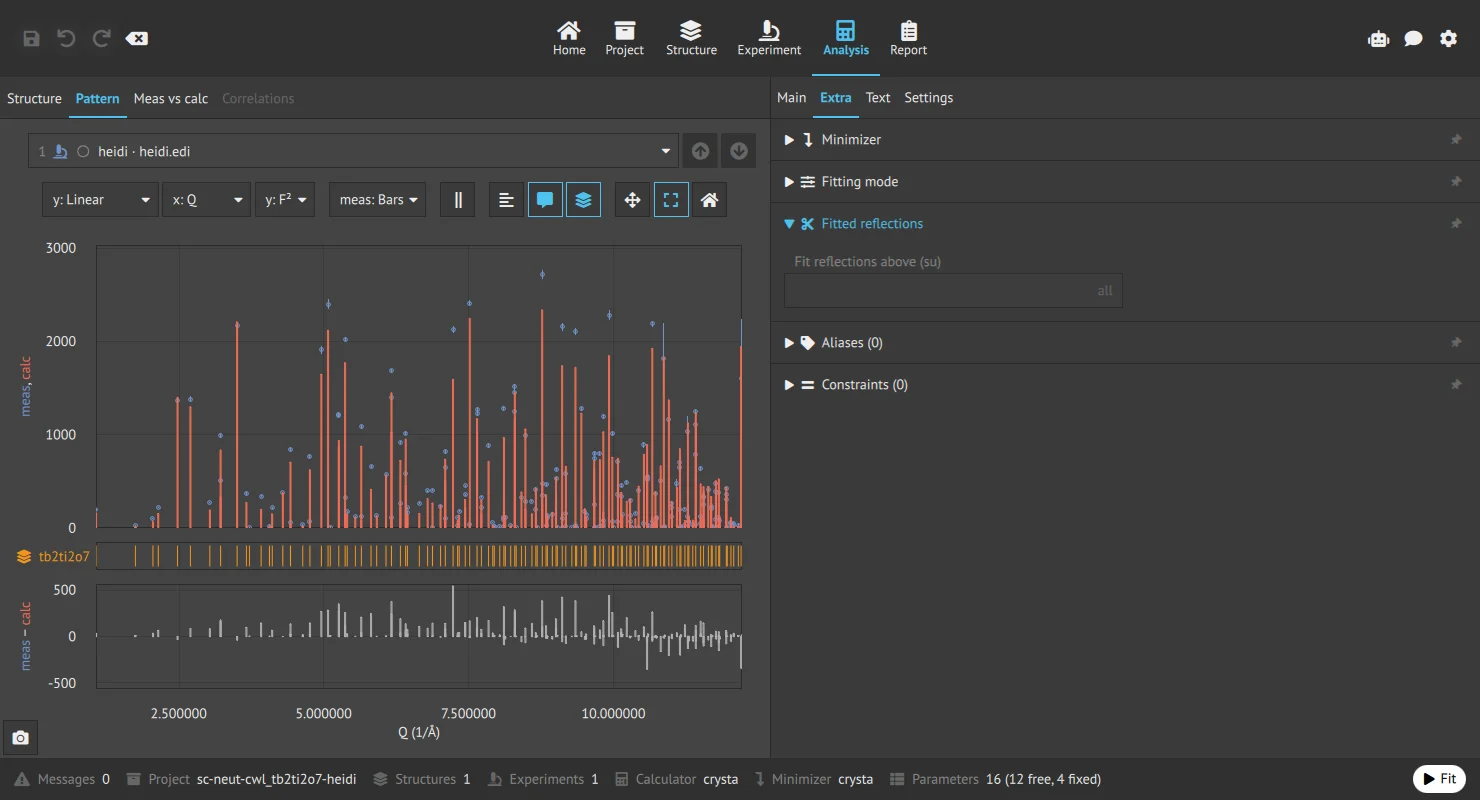 Home Project Structure Experiment Analysis Report
Structure Pattern Meas vs calc Correlations
1 heidi · heidi.edi
y: Linear x: Q y: F² meas: Bars
3000
2000
1000
0
meas, calc
tb2ti2o7
500
0
-500
meas − calc
2.500000 5.000000 7.500000 10.000000
Q (1/Å)
Main Extra Text Settings
Minimizer
Fitting mode
Fitted reflections
Fit reflections above (su)
all
Aliases (0)
Constraints (0)
Messages 0 Project sc-neut-cwl_tb2ti2o7-heidi Structures 1 Experiments 1 Calculator crysta Minimizer crysta Parameters 16 (12 free, 4 fixed) Fit